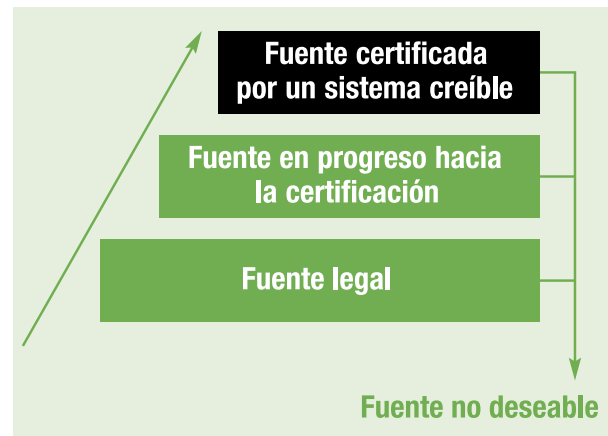 Fuente certificada
por un sistema creíble
Fuente en progreso hacia
la certificación
Fuente legal
Fuente no deseable